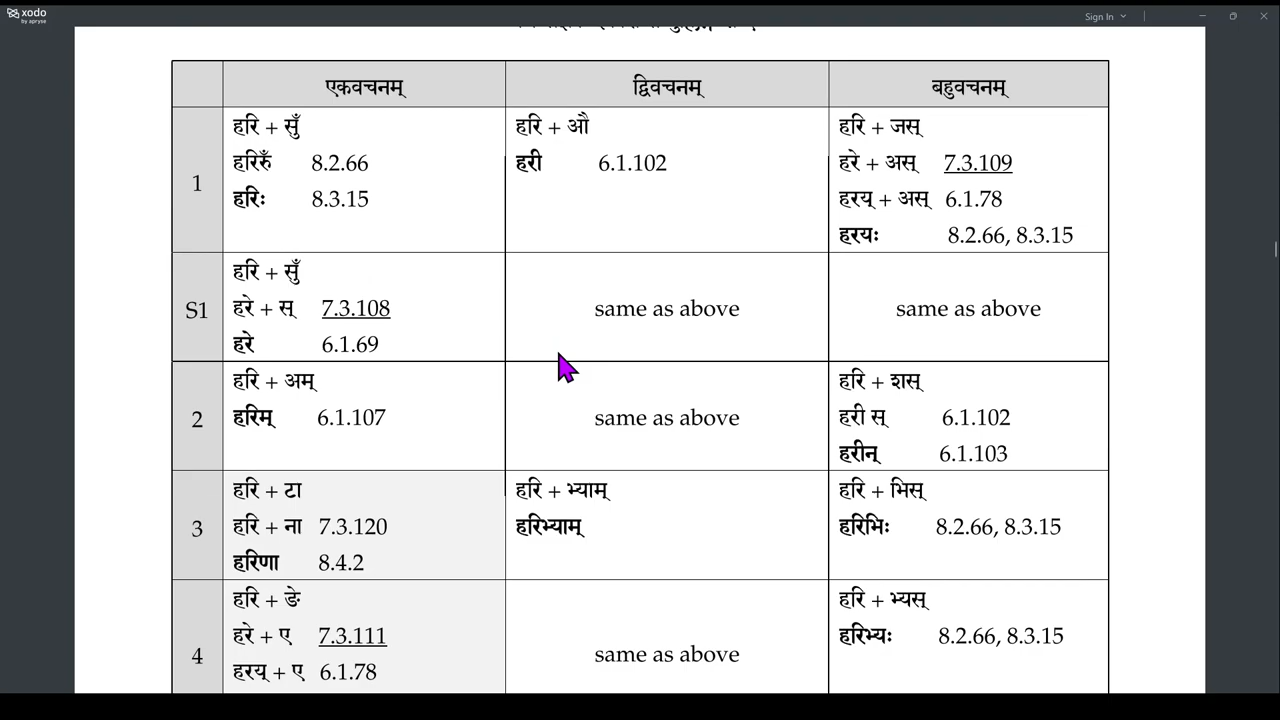 xodo
by apryse
Sign In
एकवचनम् द्विवचनम् बहुवचनम्
1
हरि + सुँ
हरिरुँ 8.2.66
हरिः 8.3.15
हरि + औ
हरी 6.1.102
हरि + जस्
हरे + अस् 7.3.109
हरय् + अस् 6.1.78
हरयः 8.2.66, 8.3.15
S1
हरि + सुँ
हरे + स् 7.3.108
हरे 6.1.69
same as above
same as above
2
हरि + अम्
हरिम् 6.1.107
same as above
हरि + शस्
हरी स् 6.1.102
हरीन् 6.1.103
3
हरि + टा
हरि + ना 7.3.120
हरिणा 8.4.2
हरि + भ्याम्
हरिभ्याम्
हरि + भिस्
हरिभिः 8.2.66, 8.3.15
4
हरि + ङे
हरे + ए 7.3.111
हरय् + ए 6.1.78
same as above
हरि + भ्यस्
हरिभ्यः 8.2.66, 8.3.15